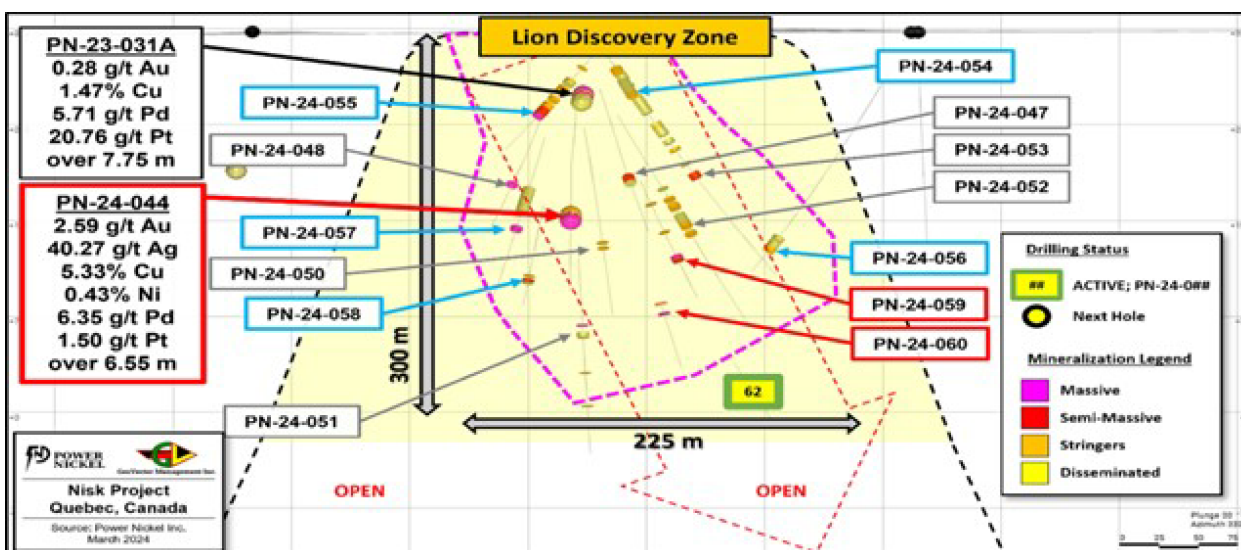 Lion Discovery Zone
PN-23-031A
0.28 g/t Au
1.47% Cu
5.71 g/t Pd
20.76 g/t Pt
over 7.75 m
PN-24-044
2.59 g/t Au
40.27 g/t Ag
5.33% Cu
0.43% Ni
6.35 g/t Pd
1.50 g/t Pt
over 6.55 m
PN-24-055
PN-24-048
PN-24-057
PN-24-050
PN-24-058
PN-24-051
PN-24-054
PN-24-047
PN-24-053
PN-24-052
PN-24-056
PN-24-059
PN-24-060
300 m
225 m
62
OPEN
OPEN
Drilling Status
## ACTIVE; PN-24-0##
Next Hole
Mineralization Legend
Massive
Semi-Massive
Stringers
Disseminated
POWER
NICKEL
GeoVector Management Inc.
Nisk Project
Quebec, Canada
Source: Power Nickel Inc.
March 2024
0 25 50 75